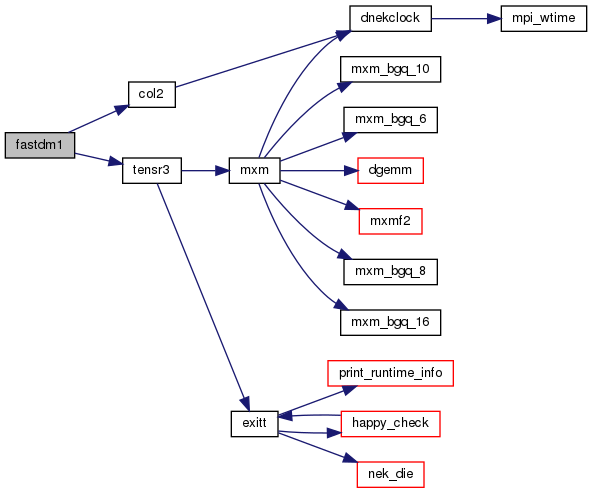 dnekclock
mpi_wtime
mxm_bgq_10
col2
mxm_bgq_6
fastdm1
tensr3
mxm
dgemm
mxmf2
mxm_bgq_8
mxm_bgq_16
print_runtime_info
exitt
happy_check
nek_die